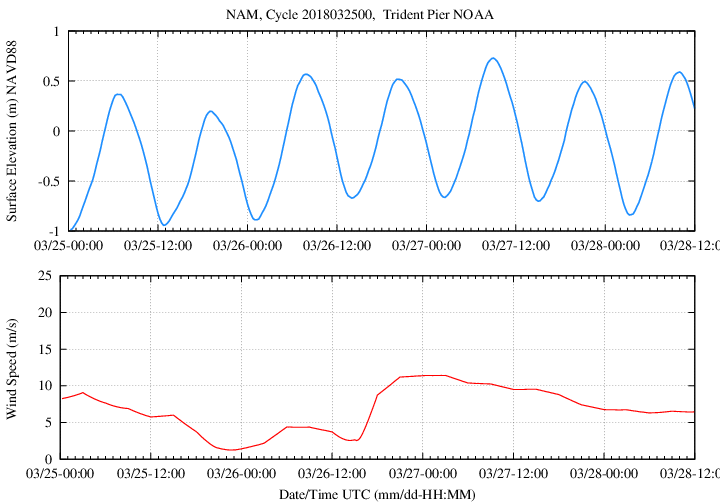 NAM, Cycle 2018032500,  Trident Pier NOAA
Surface Elevation (m) NAVD88
1
0.5
0
-0.5
-1
03/25-00:00 03/25-12:00 03/26-00:00 03/26-12:00 03/27-00:00 03/27-12:00 03/28-00:00 03/28-12:0
Wind Speed (m/s)
25
20
15
10
5
0
03/25-00:00 03/25-12:00 03/26-00:00 03/26-12:00 03/27-00:00 03/27-12:00 03/28-00:00 03/28-12:0
Date/Time UTC (mm/dd-HH:MM)